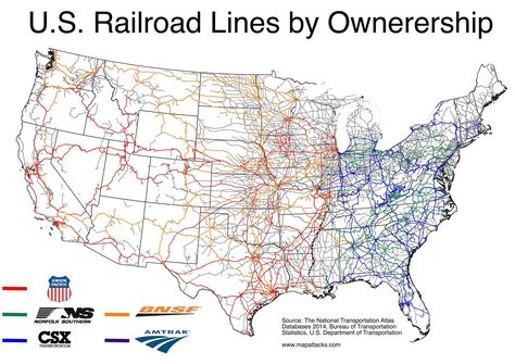 U.S. Railroad Lines by Ownerership
UNION
PACIFIC
NS
NORFOLK SOUTHERN
BNSF
CSX
TRANSPORTATION
AMTRAK
Source: The National Transportation Atlas
Databases 2014, Bureau of Transportation
Statistics, U.S. Department of Transportation
www.mapattacks.com